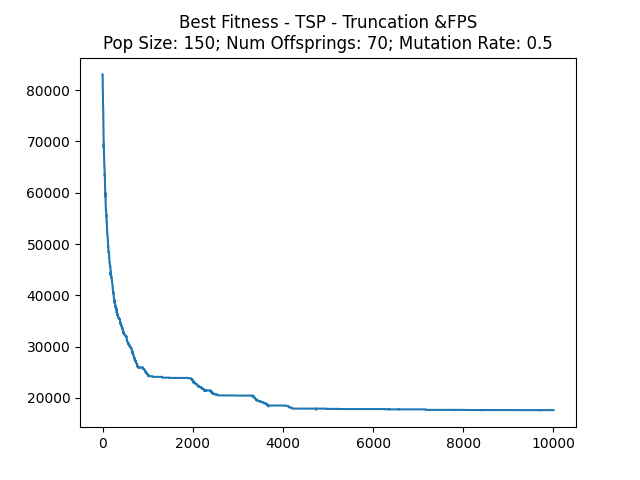 Best Fitness - TSP - Truncation &FPS
Pop Size: 150; Num Offsprings: 70; Mutation Rate: 0.5
80000
70000
60000
50000
40000
30000
20000
0 2000 4000 6000 8000 10000